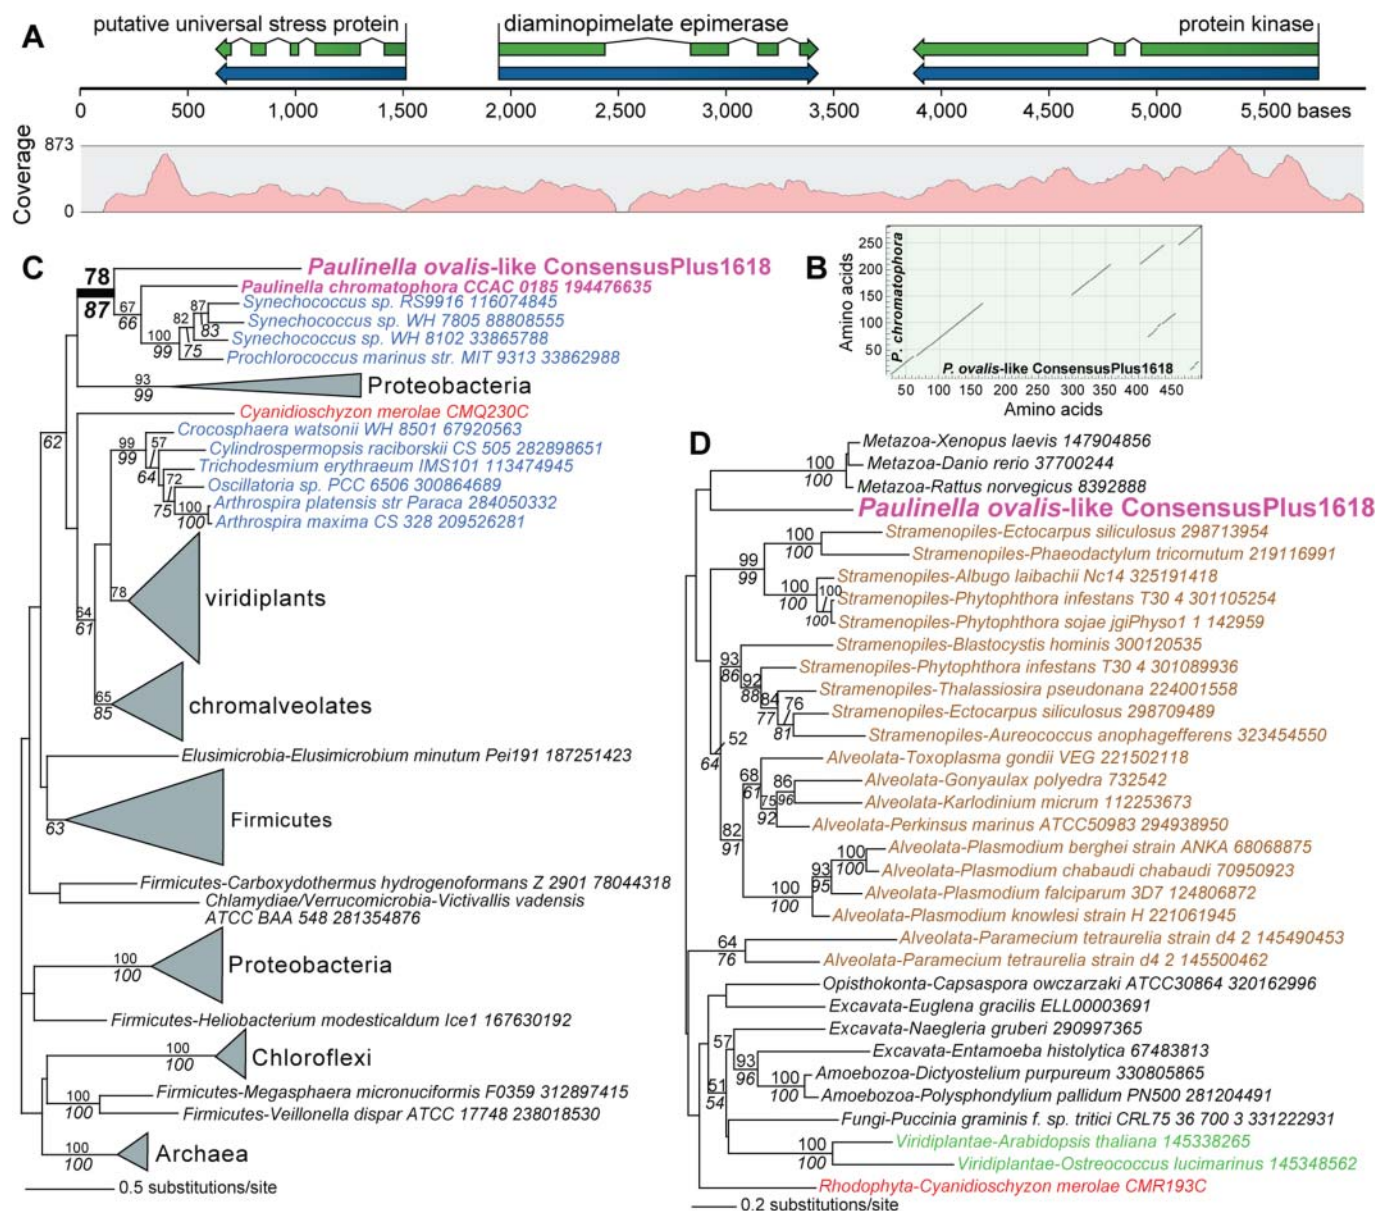 A
putative universal stress protein
diaminopimelate epimerase
protein kinase
0 500 1,000 1,500 2,000 2,500 3,000 3,500 4,000 4,500 5,000 5,500 bases
Coverage
873
0
B
P. chromatophora
Amino acids
250
200
150
100
50
P. ovalis-like ConsensusPlus1618
50 100 150 200 250 300 350 400 450
Amino acids
C
78
87
Paulinella ovalis-like ConsensusPlus1618
67
66
Paulinella chromatophora CCAC 0185 194476635
87
83
Synechococcus sp. RS9916 116074845
82
75
Synechococcus sp. WH 7805 88808555
100
99
Synechococcus sp. WH 8102 33865788
Prochlorococcus marinus str. MIT 9313 33862988
93
99
Proteobacteria
62
Cyanidioschyzon merolae CMQ230C
99
99
Crocosphaera watsonii WH 8501 67920563
57
64
Cylindrospermopsis raciborskii CS 505 282898651
Trichodesmium erythraeum IMS101 113474945
72
75
Oscillatoria sp. PCC 6506 300864689
100
100
Arthrospira platensis str Paraca 284050332
Arthrospira maxima CS 328 209526281
78
viridiplants
64
61
65
85
chromalveolates
Elusimicrobia-Elusimicrobium minutum Pei191 187251423
63
Firmicutes
Firmicutes-Carboxydothermus hydrogenoformans Z 2901 78044318
Chlamydiae/Verrucomicrobia-Victivallis vadensis
ATCC BAA 548 281354876
100
100
Proteobacteria
Firmicutes-Heliobacterium modesticaldum Ice1 167630192
100
100
Chloroflexi
Firmicutes-Megasphaera micronuciformis F0359 312897415
100
100
Firmicutes-Veillonella dispar ATCC 17748 238018530
100
100
Archaea
0.5 substitutions/site
D
Metazoa-Xenopus laevis 147904856
100
100
Metazoa-Danio rerio 37700244
Metazoa-Rattus norvegicus 8392888
Paulinella ovalis-like ConsensusPlus1618
100
100
Stramenopiles-Ectocarpus siliculosus 298713954
Stramenopiles-Phaeodactylum tricornutum 219116991
99
99
Stramenopiles-Albugo laibachii Nc14 325191418
100
100
100
100
Stramenopiles-Phytophthora infestans T30 4 301105254
Stramenopiles-Phytophthora sojae jgiPhyso1 1 142959
Stramenopiles-Blastocystis hominis 300120535
93
86
Stramenopiles-Phytophthora infestans T30 4 301089936
92
88
Stramenopiles-Thalassiosira pseudonana 224001558
84
77
76
81
Stramenopiles-Ectocarpus siliculosus 298709489
Stramenopiles-Aureococcus anophagefferens 323454550
52
64
Alveolata-Toxoplasma gondii VEG 221502118
68
61
86
96
Alveolata-Gonyaulax polyedra 732542
75
92
Alveolata-Karlodinium micrum 112253673
Alveolata-Perkinsus marinus ATCC50983 294938950
82
91
100
100
Alveolata-Plasmodium berghei strain ANKA 68068875
93
95
Alveolata-Plasmodium chabaudi chabaudi 70950923
100
100
Alveolata-Plasmodium falciparum 3D7 124806872
Alveolata-Plasmodium knowlesi strain H 221061945
64
76
Alveolata-Paramecium tetraurelia strain d4 2 145490453
Alveolata-Paramecium tetraurelia strain d4 2 145500462
Opisthokonta-Capsaspora owczarzaki ATCC30864 320162996
Excavata-Euglena gracilis ELL00003691
Excavata-Naegleria gruberi 290997365
57
93
96
Excavata-Entamoeba histolytica 67483813
100
100
Amoebozoa-Dictyostelium purpureum 330805865
51
54
Amoebozoa-Polysphondylium pallidum PN500 281204491
Fungi-Puccinia graminis f. sp. tritici CRL75 36 700 3 331222931
100
100
Viridiplantae-Arabidopsis thaliana 145338265
Viridiplantae-Ostreococcus lucimarinus 145348562
Rhodophyta-Cyanidioschyzon merolae CMR193C
0.2 substitutions/site